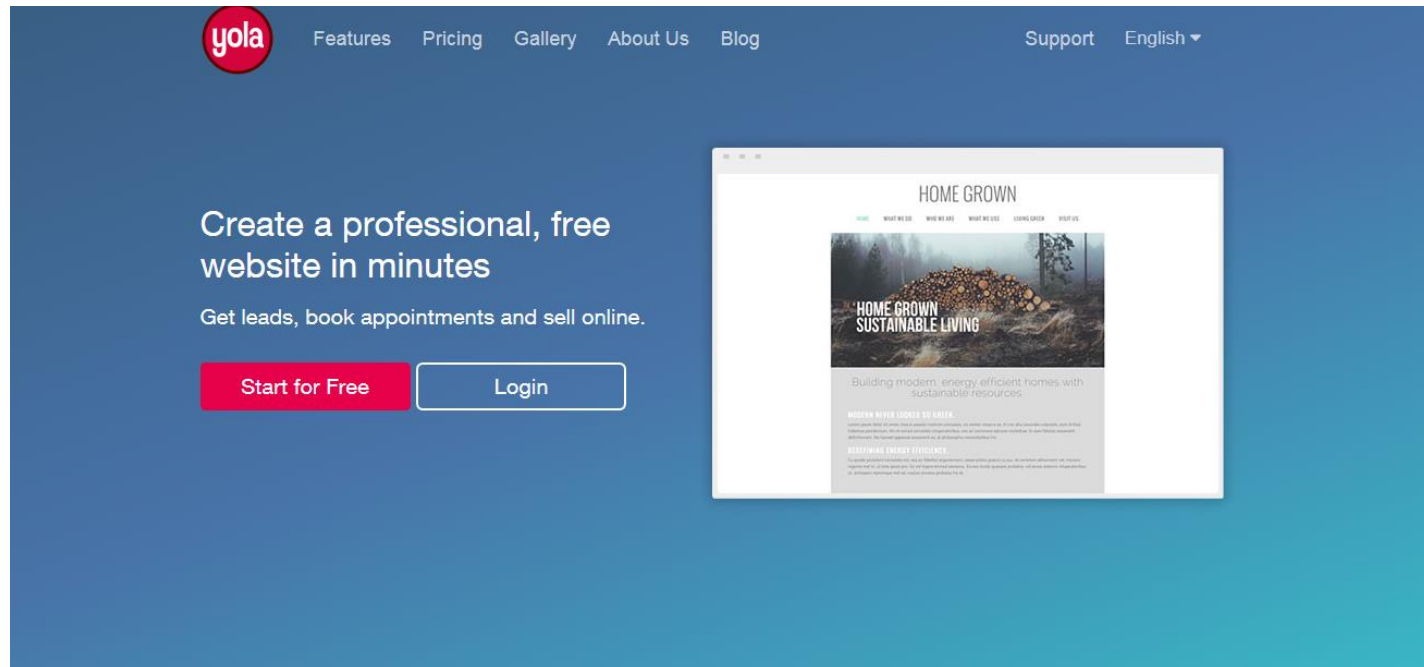 yola
Features Pricing Gallery About Us Blog Support English
Create a professional, free
website in minutes
Get leads, book appointments and sell online.
Start for Free Login
HOME GROWN
HOME WHAT WE DO WHO WE ARE WHAT WE USE LIVING GREEN VISIT US
HOME GROWN
SUSTAINABLE LIVING
Building modern, energy efficient homes with
sustainable resources.
MODERN NEVER LOOKED SO GREEN.
REDEFINING ENERGY EFFICIENCY.